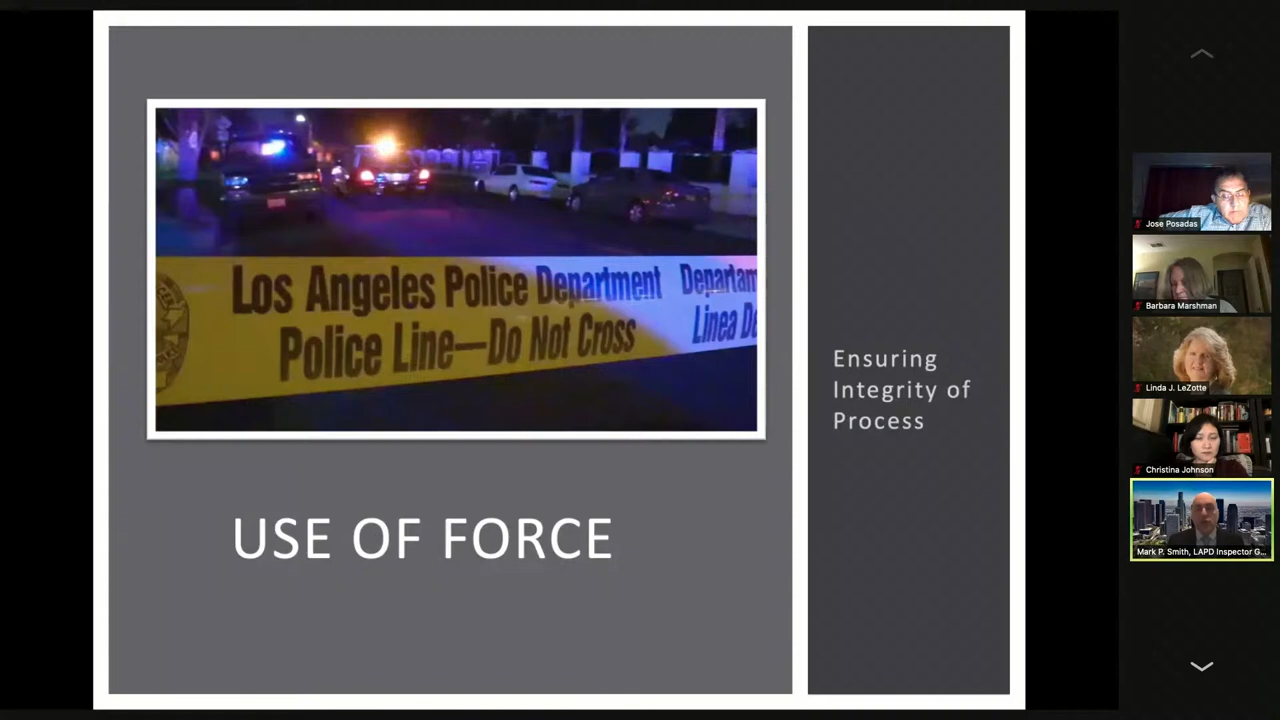 Los Angeles Police Department
Police Line—Do Not Cross
Departam
Linea De
USE OF FORCE
Ensuring
Integrity of
Process
Jose Posadas
Barbara Marshman
Linda J. LeZotte
Christina Johnson
Mark P. Smith, LAPD Inspector G...